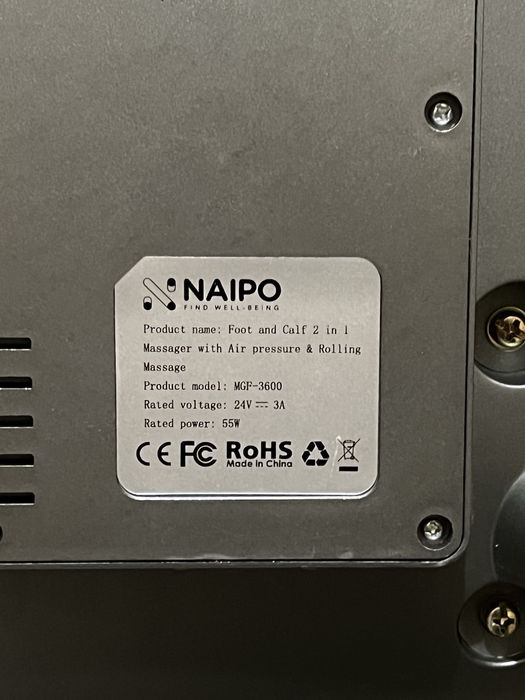 NAIPO
FIND WELL-BEING
Product name: Foot and Calf 2 in 1
Massager with Air pressure & Rolling
Massage
Product model: MGF-3600
Rated voltage: 24V⎓ 3A
Rated power: 55W
CE FC RoHS
Made in China